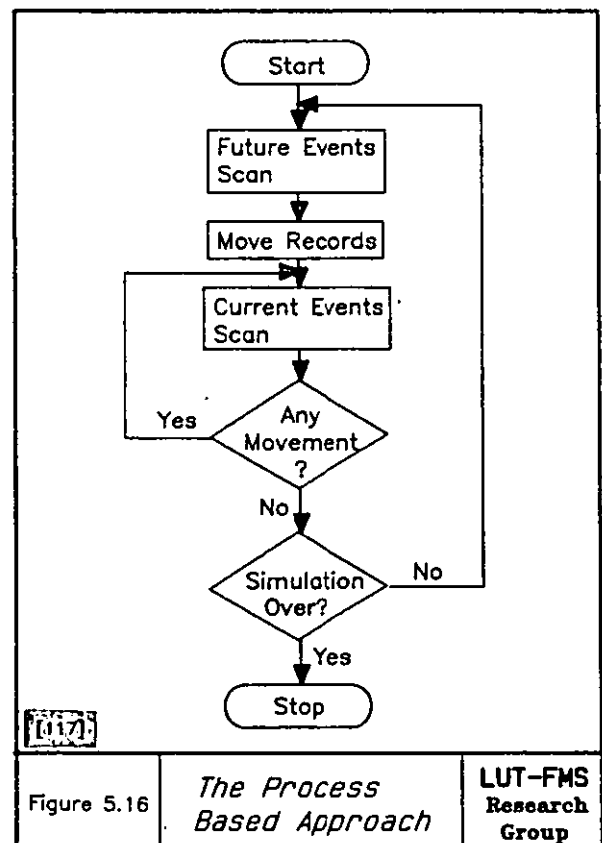 Start
Future Events
Scan
Move Records
Current Events
Scan
Yes
Any
Movement
?
No
Simulation
Over?
No
Yes
Stop
[117]
Figure 5.16
The Process
Based Approach
LUT-FMS
Research
Group